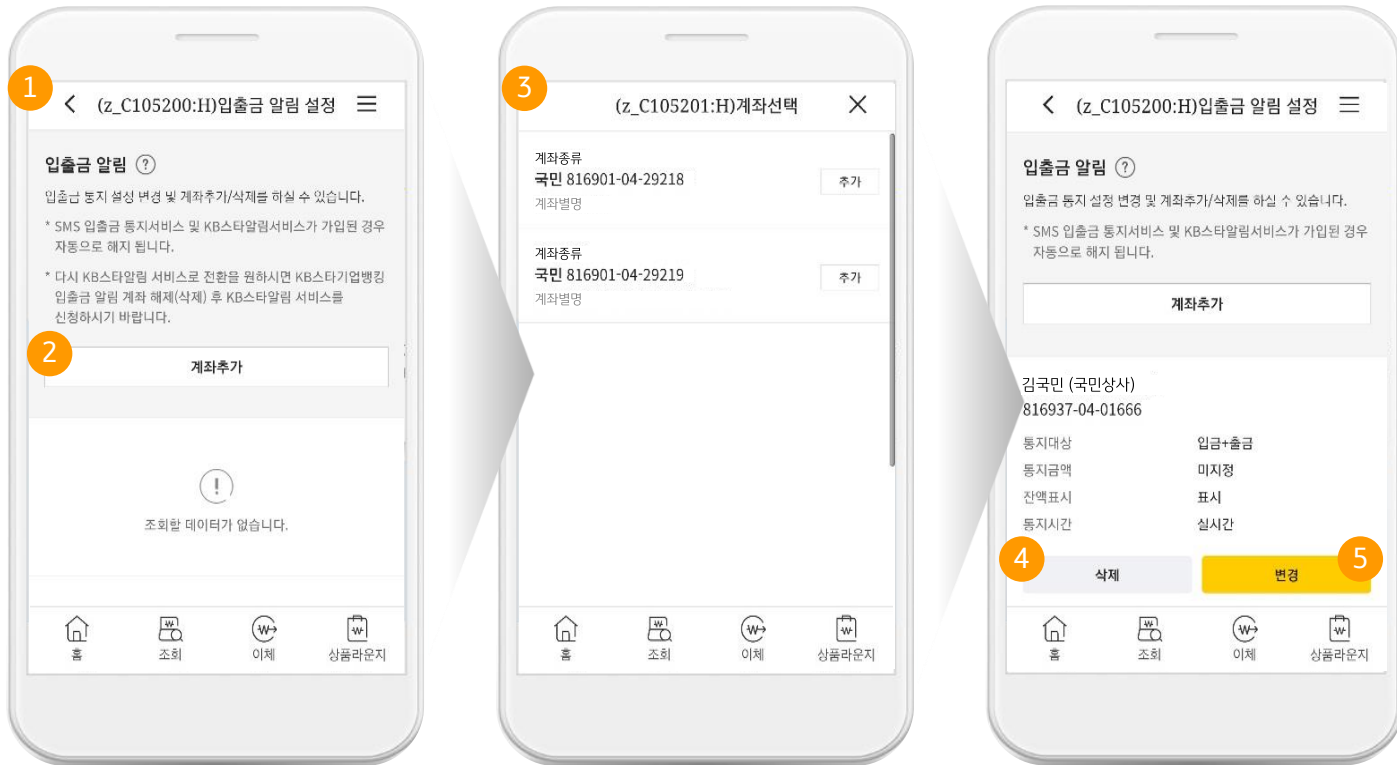 1
(z_C105200:H)입출금 알림 설정
입출금 알림 ?
입출금 통지 설정 변경 및 계좌추가/삭제를 하실 수 있습니다.
* SMS 입출금 통지서비스 및 KB스타알림서비스가 가입된 경우
자동으로 해지 됩니다.
* 다시 KB스타알림 서비스로 전환을 원하시면 KB스타기업뱅킹
입출금 알림 계좌 해제(삭제) 후 KB스타알림 서비스를
신청하시기 바랍니다.
2
계좌추가
!
조회할 데이터가 없습니다.
홈 조회 이체 상품라운지
3
(z_C105201:H)계좌선택
계좌종류
국민 816901-04-29218 추가
계좌별명
계좌종류
국민 816901-04-29219 추가
계좌별명
홈 조회 이체 상품라운지
(z_C105200:H)입출금 알림 설정
입출금 알림 ?
입출금 통지 설정 변경 및 계좌추가/삭제를 하실 수 있습니다.
* SMS 입출금 통지서비스 및 KB스타알림서비스가 가입된 경우
자동으로 해지 됩니다.
계좌추가
김국민 (국민상사)
816937-04-01666
통지대상 입금+출금
통지금액 미지정
잔액표시 표시
통지시간 실시간
4 삭제 변경 5
홈 조회 이체 상품라운지